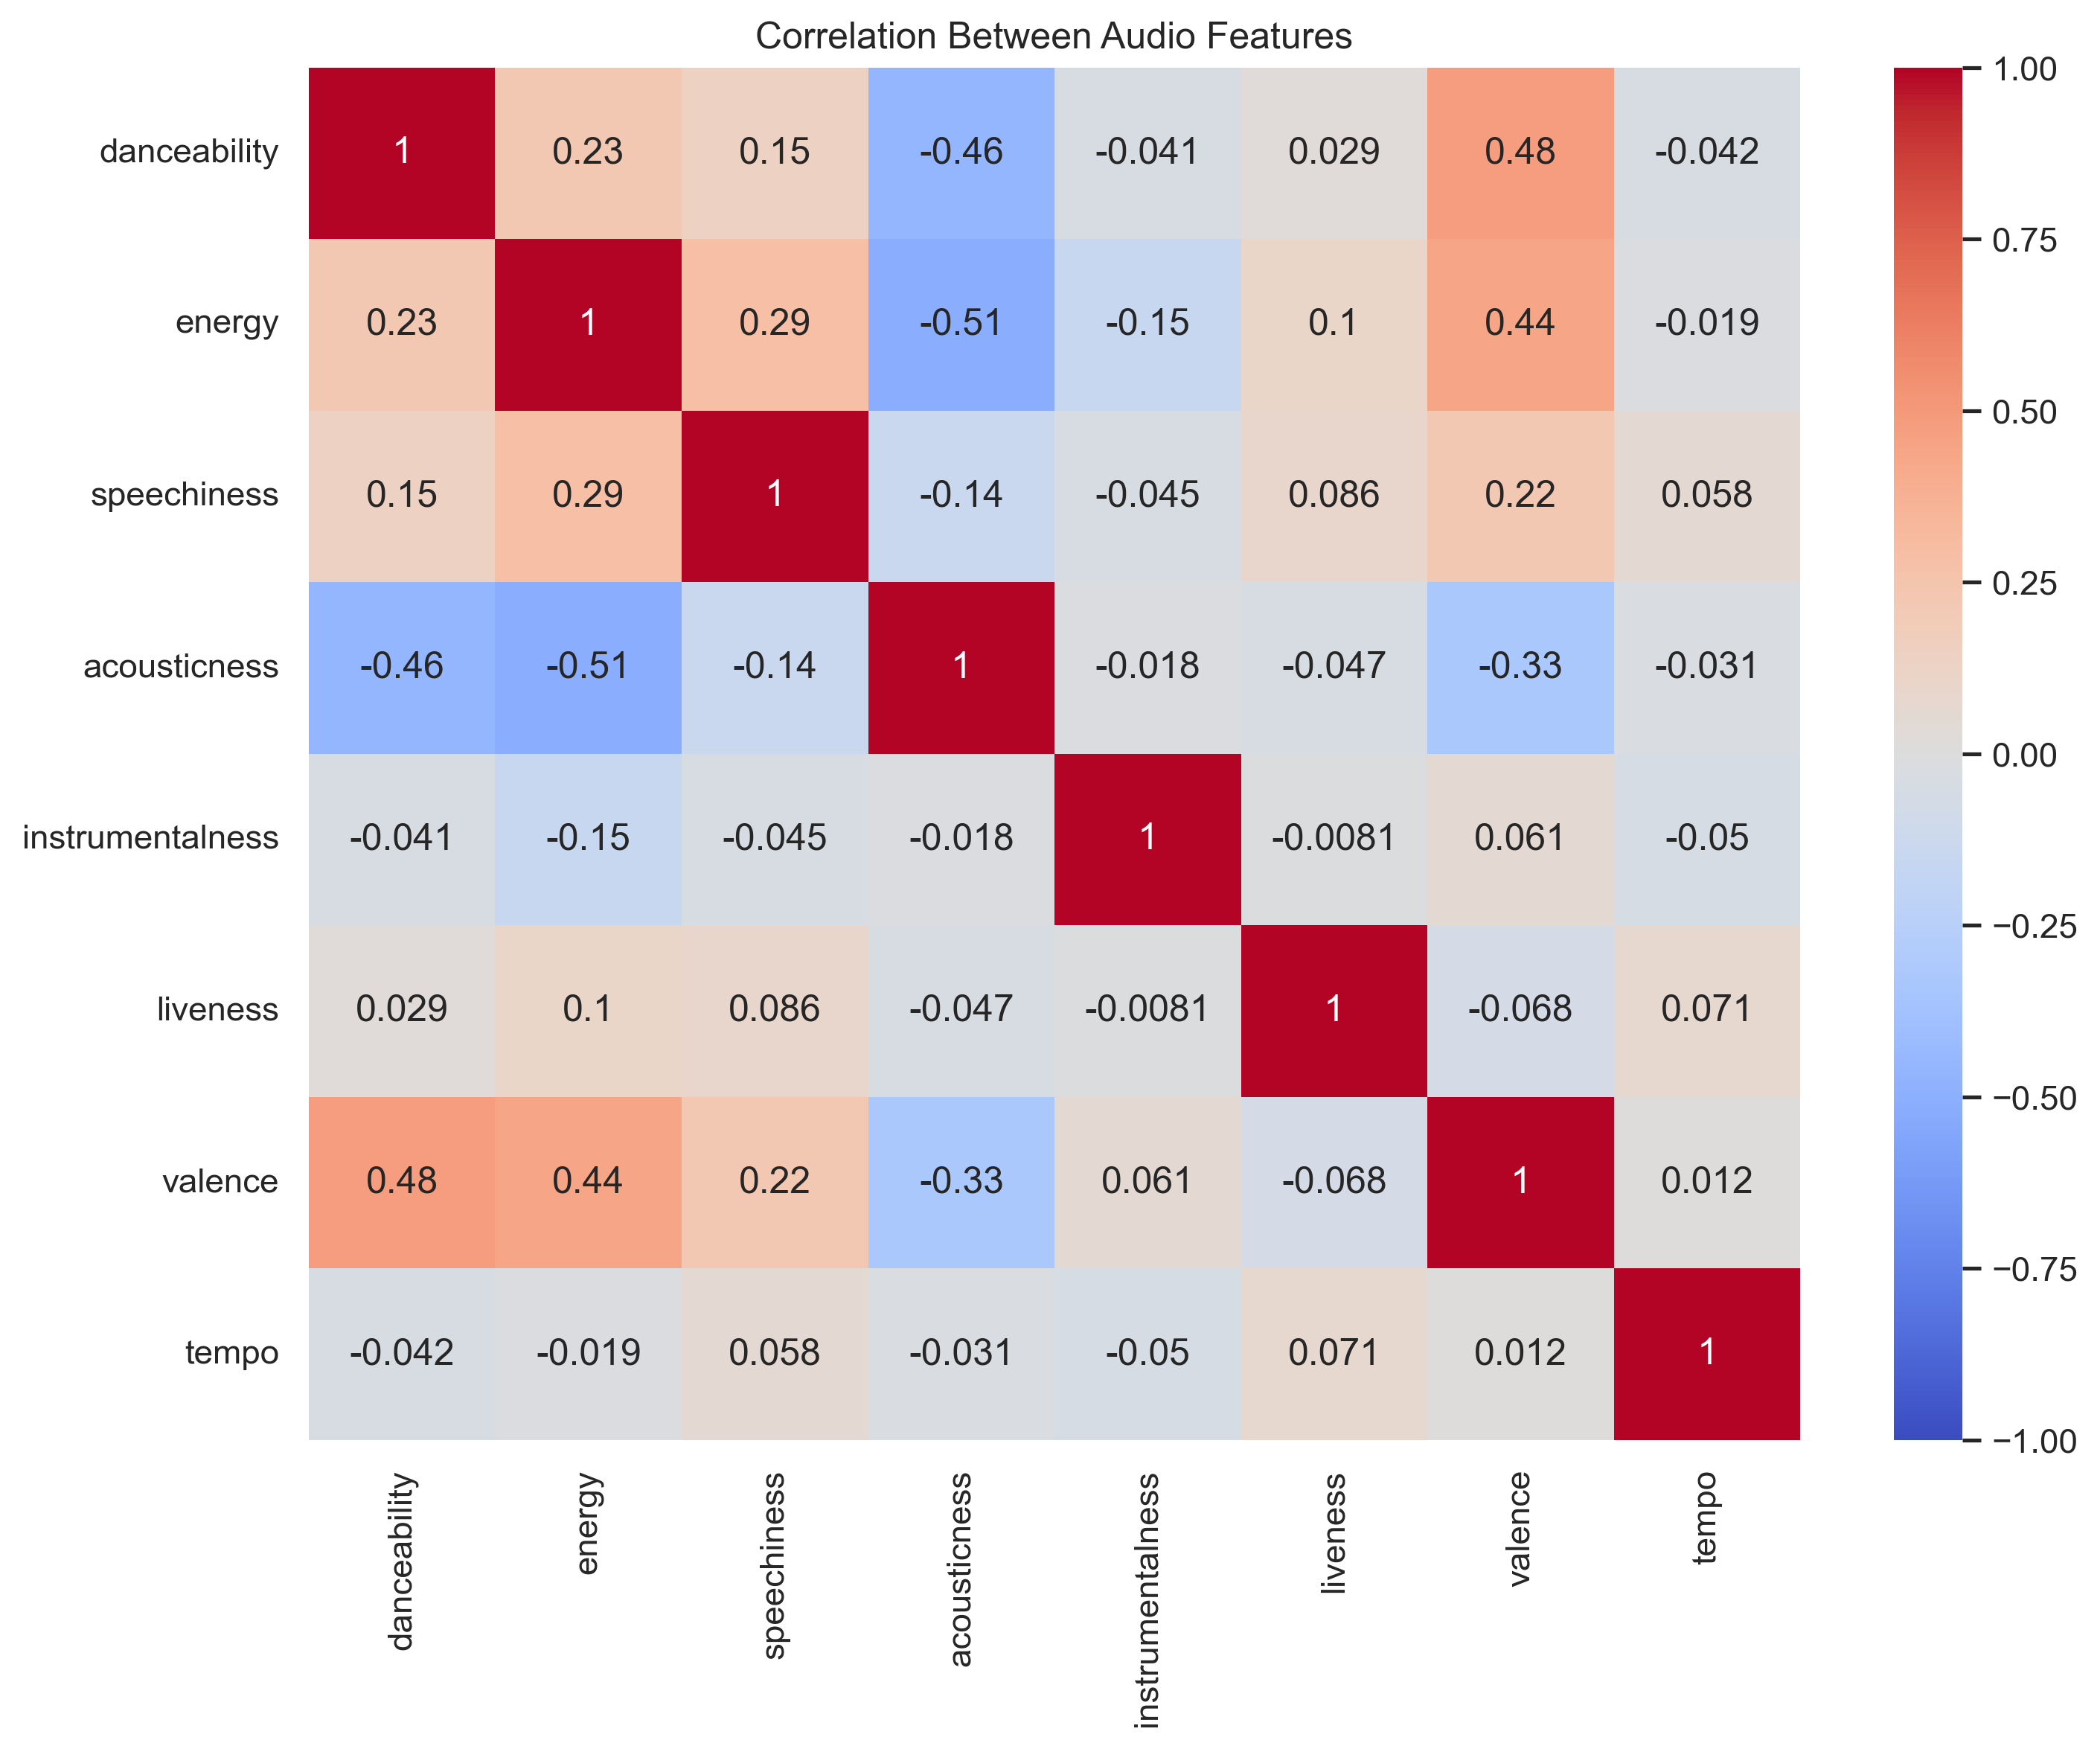 Correlation Between Audio Features
danceability 1 0.23 0.15 -0.46 -0.041 0.029 0.48 -0.042
energy 0.23 1 0.29 -0.51 -0.15 0.1 0.44 -0.019
speechiness 0.15 0.29 1 -0.14 -0.045 0.086 0.22 0.058
acousticness -0.46 -0.51 -0.14 1 -0.018 -0.047 -0.33 -0.031
instrumentalness -0.041 -0.15 -0.045 -0.018 1 -0.0081 0.061 -0.05
liveness 0.029 0.1 0.086 -0.047 -0.0081 1 -0.068 0.071
valence 0.48 0.44 0.22 -0.33 0.061 -0.068 1 0.012
tempo -0.042 -0.019 0.058 -0.031 -0.05 0.071 0.012 1
danceability energy speechiness acousticness instrumentalness liveness valence tempo
1.00
0.75
0.50
0.25
0.00
−0.25
−0.50
−0.75
−1.00